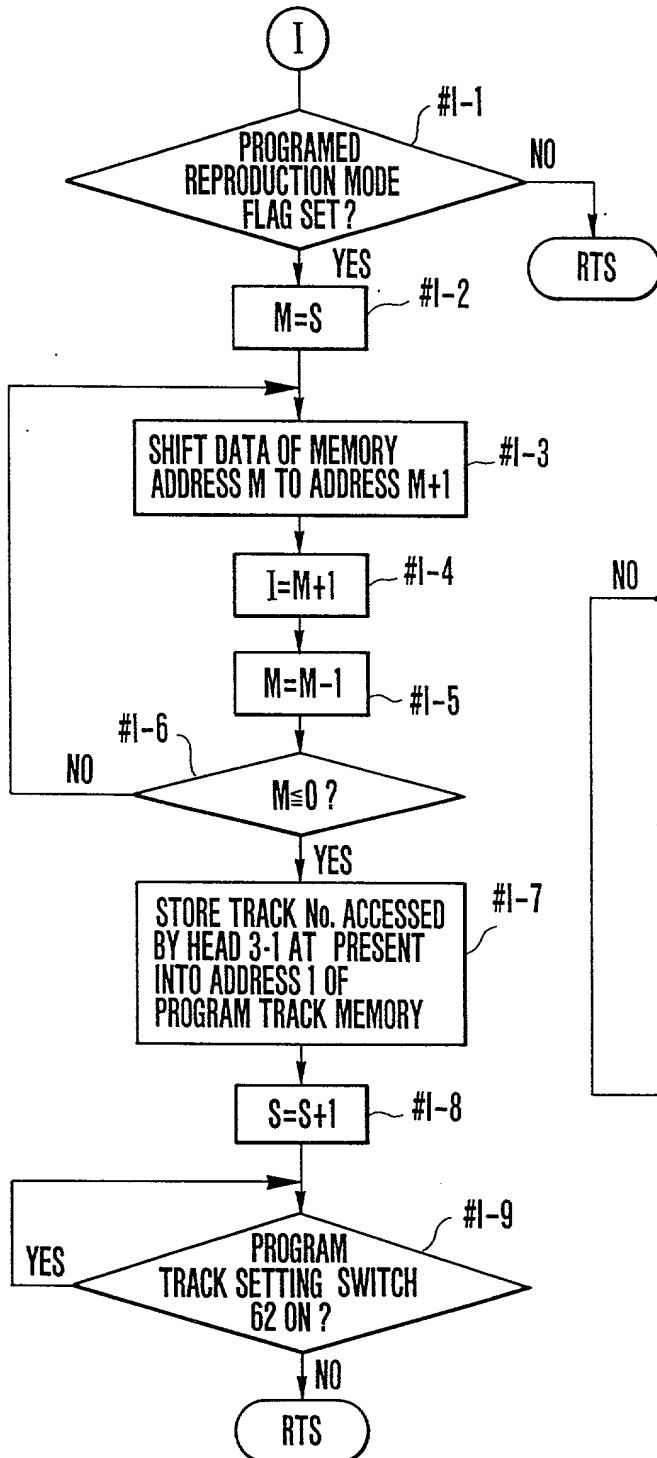 I
#I-1
PROGRAMED
REPRODUCTION MODE
FLAG SET?
NO
RTS
YES
#I-2
M=S
SHIFT DATA OF MEMORY
ADDRESS M TO ADDRESS M+1
#I-3
I=M+1
#I-4
M=M-1
#I-5
#I-6
NO
M≦0?
YES
NO
#I-7
STORE TRACK No. ACCESSED
BY HEAD 3-1 AT PRESENT
INTO ADDRESS 1 OF
PROGRAM TRACK MEMORY
S=S+1
#I-8
#I-9
YES
PROGRAM
TRACK SETTING SWITCH
62 ON?
NO
RTS